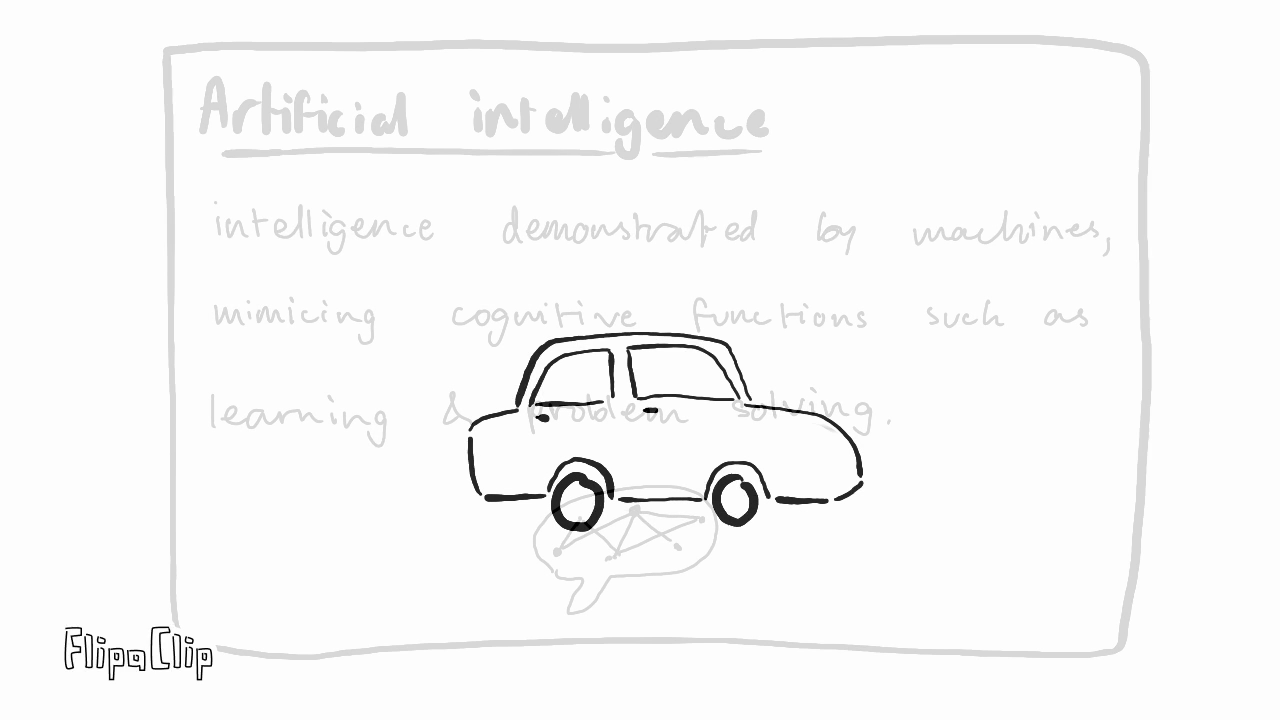 Artificial intelligence
intelligence demonstrated by machines,
mimicing cognitive functions such as
learning & problem solving.
FlipaClip